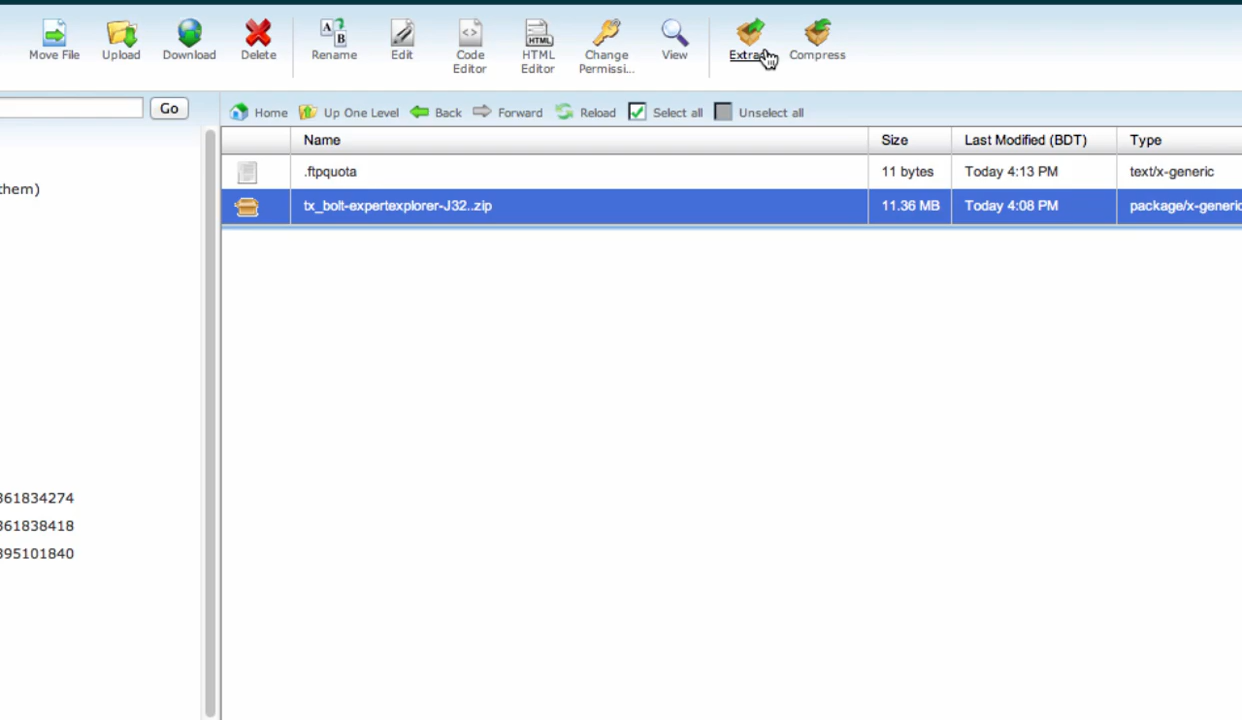 Move File Upload Download Delete Rename Edit Code Editor HTML Editor Change Permissi... View Extract Compress
Go
Home Up One Level Back Forward Reload Select all Unselect all
Name Size Last Modified (BDT) Type
.ftpquota 11 bytes Today 4:13 PM text/x-generic
them)
tx_bolt-expertexplorer-J32..zip 11.36 MB Today 4:08 PM package/x-generic
361834274
361838418
395101840